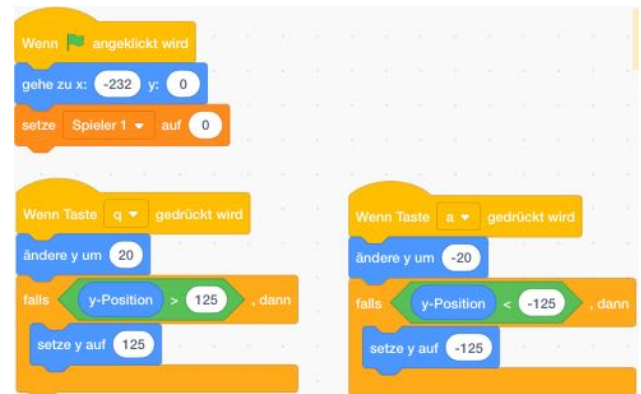 Wenn angeklickt wird
gehe zu x: -232 y: 0
setze Spieler 1 auf 0
Wenn Taste q gedrückt wird
ändere y um 20
falls y-Position > 125 , dann
setze y auf 125
Wenn Taste a gedrückt wird
ändere y um -20
falls y-Position < -125 , dann
setze y auf -125